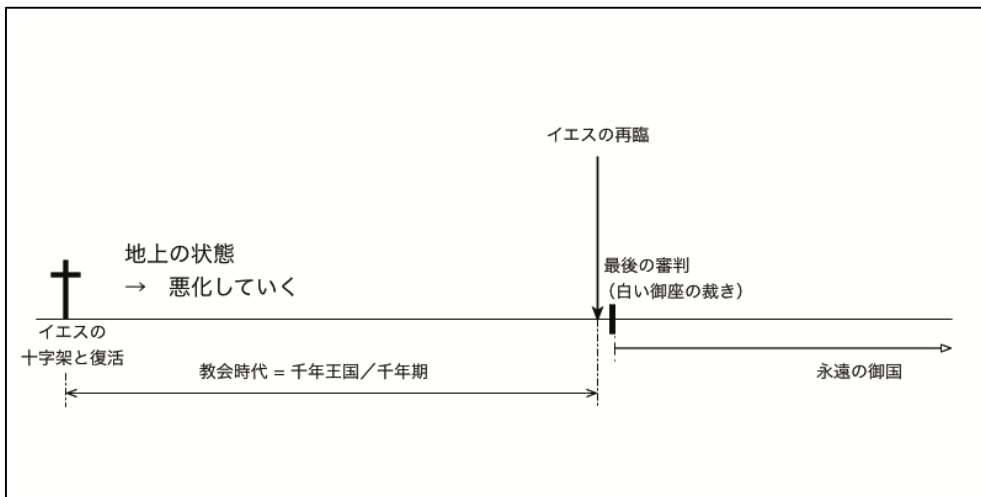 イエスの再臨
地上の状態
→ 悪化していく
最後の審判
(白い御座の裁き)
イエスの
十字架と復活
教会時代 = 千年王国／千年期
永遠の御国